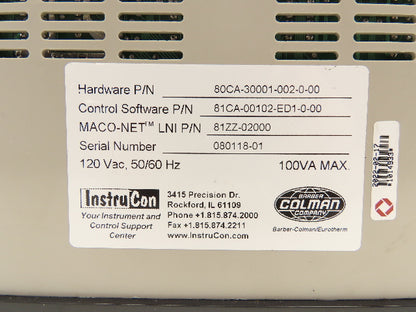 Hardware P/N 80CA-30001-002-0-00
Control Software P/N 81CA-00102-ED1-0-00
MACO-NET™ LNI P/N 81ZZ-02000
Serial Number 080118-01
120 Vac, 50/60 Hz 100VA MAX.
InstruCon
Your Instrument and
Control Support
Center
3415 Precision Dr.
Rockford, IL 61109
Phone +1.815.874.2000
Fax +1.815.874.2211
www.InstruCon.com
BARBER
COLMAN
COMPANY
Barber-Colman/Eurotherm
2022-02-17